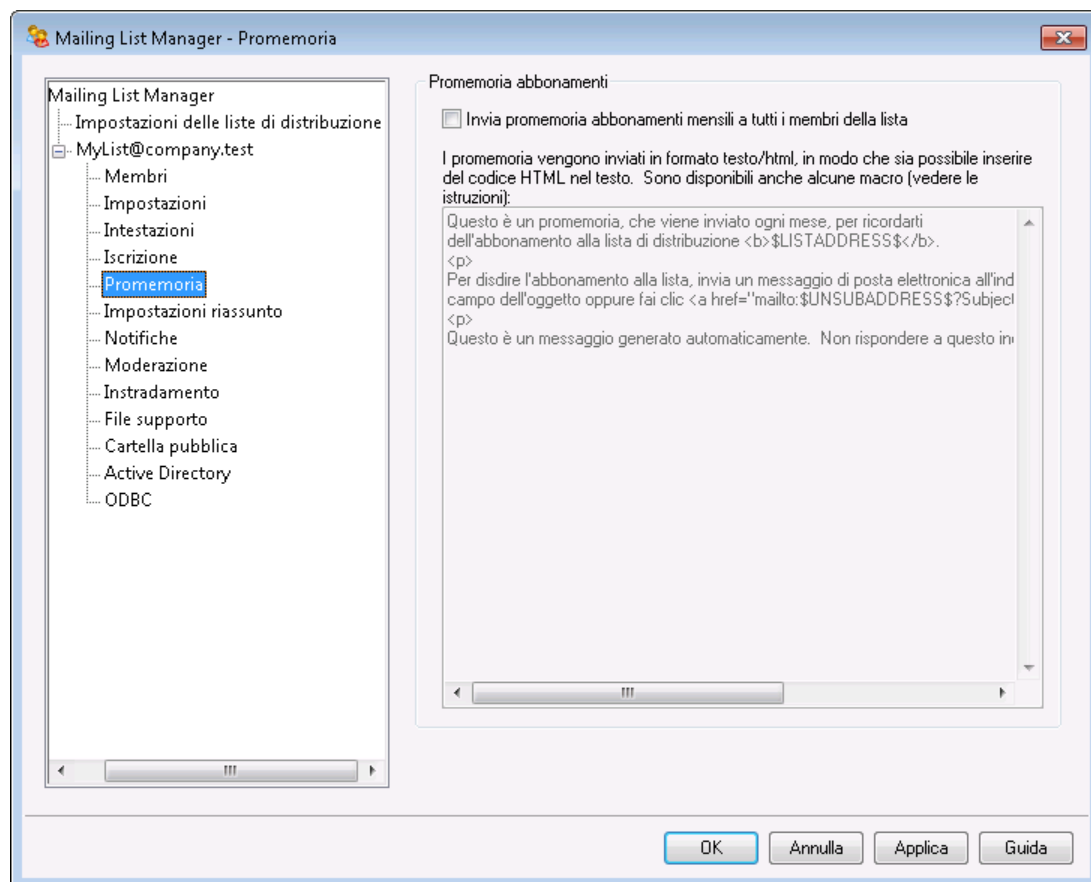 Mailing List Manager - Promemoria
Mailing List Manager
Impostazioni delle liste di distribuzione
MyList@company.test
Membri
Impostazioni
Intestazioni
Iscrizione
Promemoria
Impostazioni riassunto
Notifiche
Moderazione
Instradamento
File supporto
Cartella pubblica
Active Directory
ODBC
Promemoria abbonamenti
Invia promemoria abbonamenti mensili a tutti i membri della lista
I promemoria vengono inviati in formato testo/html, in modo che sia possibile inserire
del codice HTML nel testo.  Sono disponibili anche alcune macro (vedere le
istruzioni):
Questo è un promemoria, che viene inviato ogni mese, per ricordarti
dell'abbonamento alla lista di distribuzione <b>$LISTADDRESS$</b>.
<p>
Per disdire l'abbonamento alla lista, invia un messaggio di posta elettronica all'ind
campo dell'oggetto oppure fai clic <a href="mailto:$UNSUBADDRESS$?Subject
<p>
Questo è un messaggio generato automaticamente.  Non rispondere a questo in
OK
Annulla
Applica
Guida